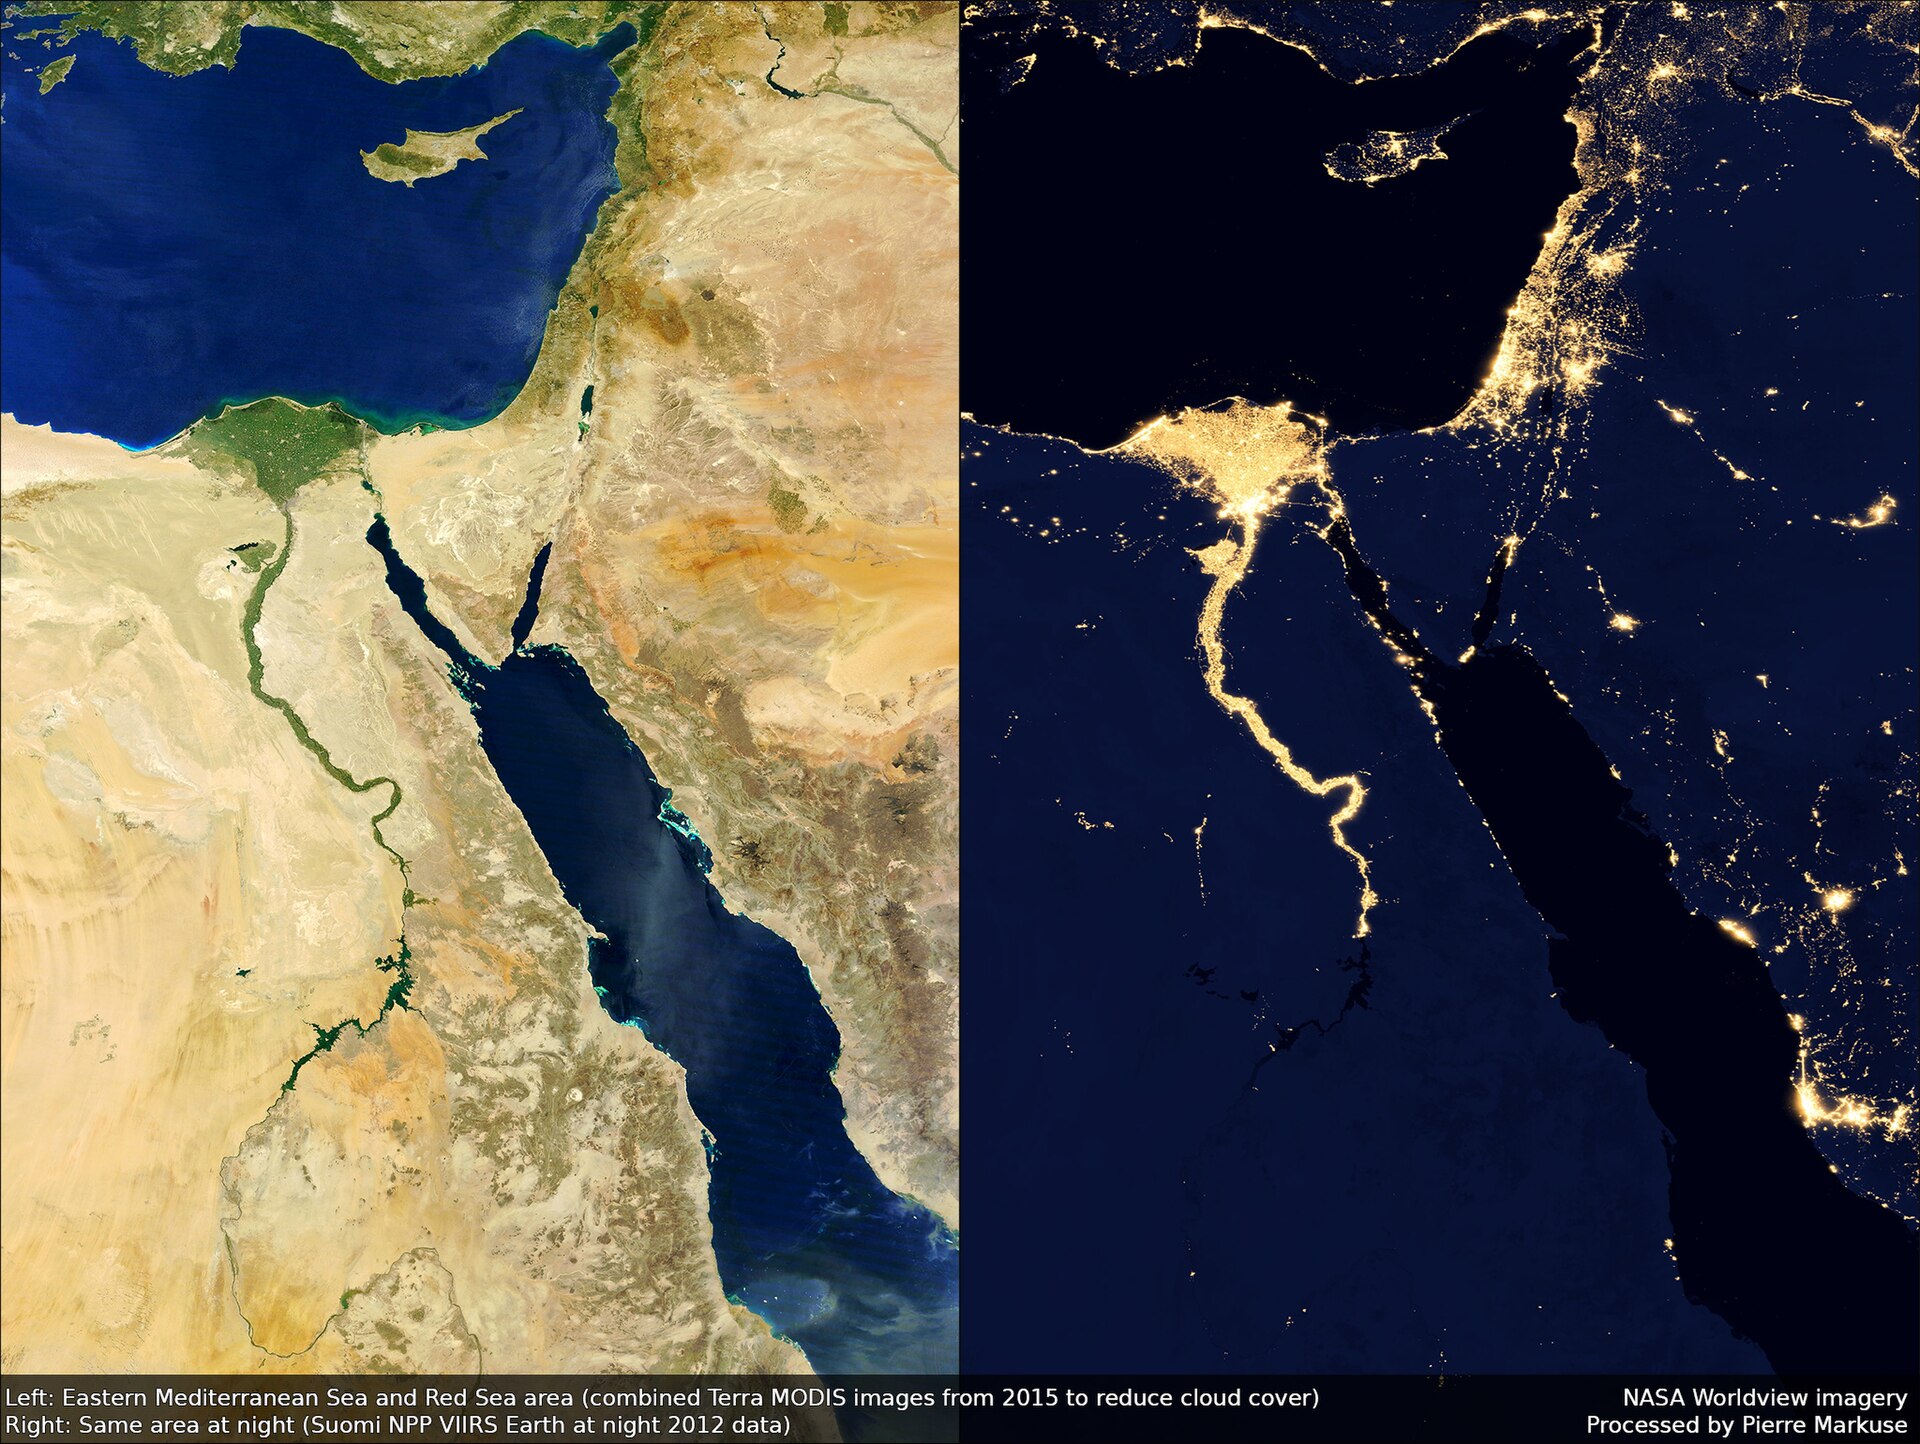 Left: Eastern Mediterranean Sea and Red Sea area (combined Terra MODIS images from 2015 to reduce cloud cover)
Right: Same area at night (Suomi NPP VIIRS Earth at night 2012 data)
NASA Worldview imagery
Processed by Pierre Markuse